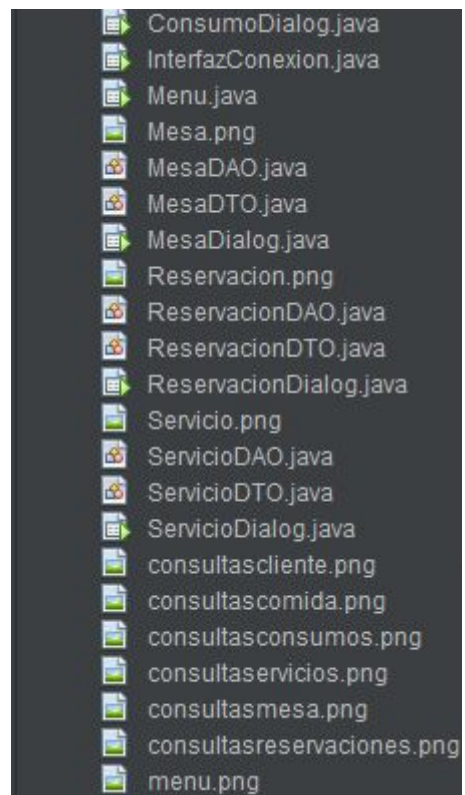 ConsumoDialog.java
InterfazConexion.java
Menu.java
Mesa.png
MesaDAO.java
MesaDTO.java
MesaDialog.java
Reservacion.png
ReservacionDAO.java
ReservacionDTO.java
ReservacionDialog.java
Servicio.png
ServicioDAO.java
ServicioDTO.java
ServicioDialog.java
consultascliente.png
consultascomida.png
consultasconsumos.png
consultaservicios.png
consultasmesa.png
consultasreservaciones.png
menu.png